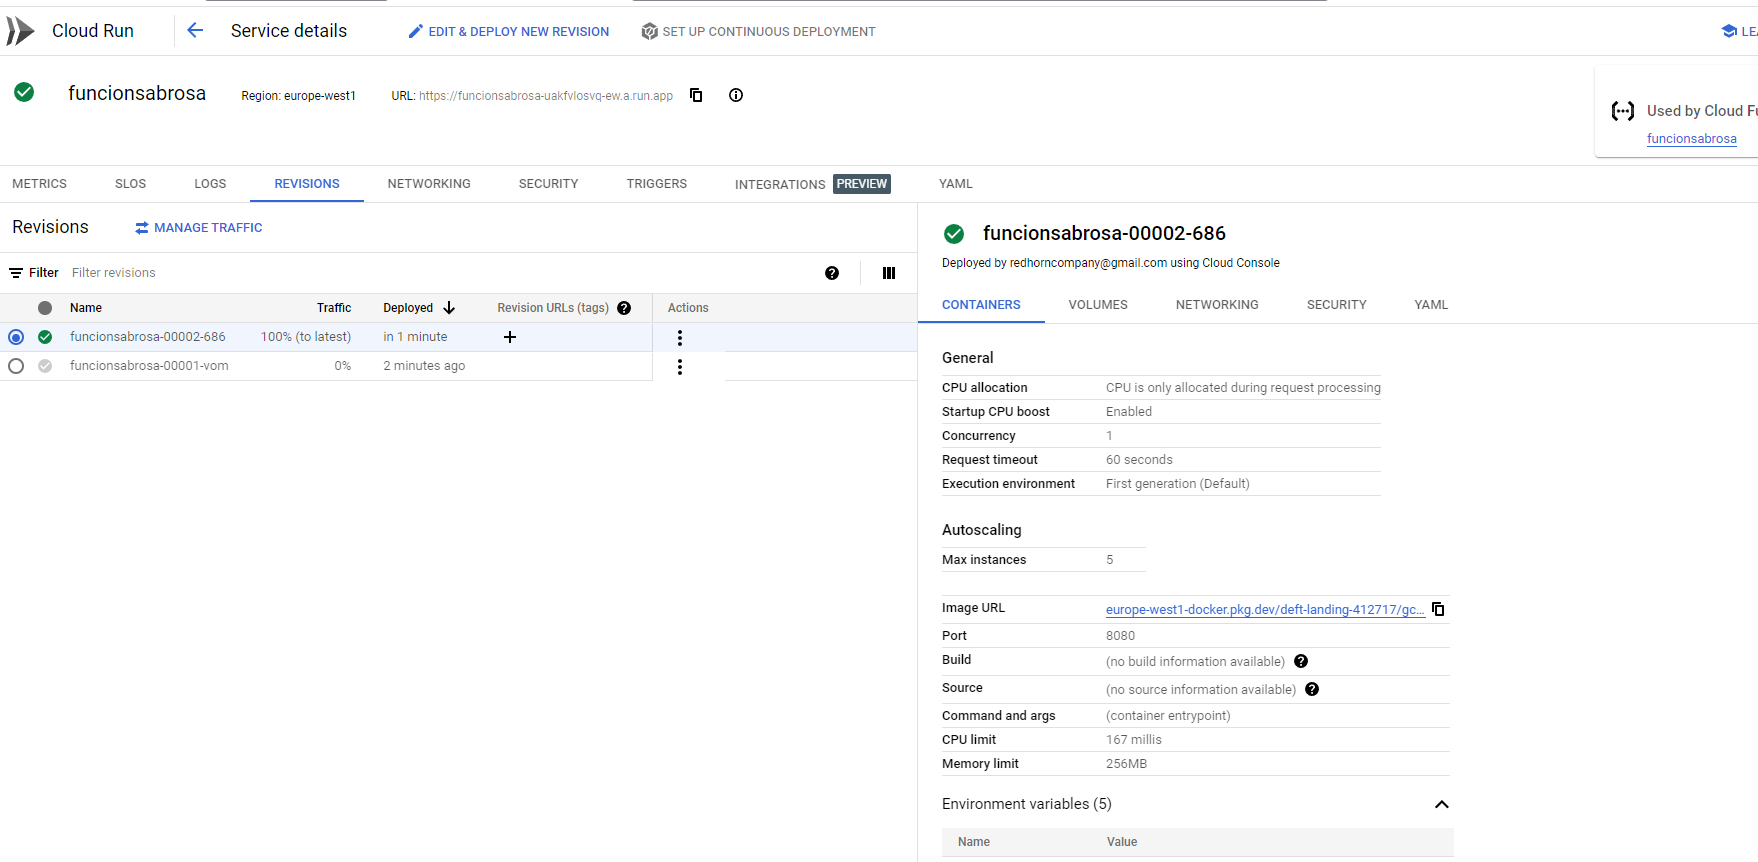 Cloud Run
Service details
EDIT & DEPLOY NEW REVISION
SET UP CONTINUOUS DEPLOYMENT
funcionsabrosa
Region: europe-west1
URL: https://funcionsabrosa-uakfvlosvq-ew.a.run.app
Used by Cloud
funcionsabrosa
METRICS
SLOS
LOGS
REVISIONS
NETWORKING
SECURITY
TRIGGERS
INTEGRATIONS PREVIEW
YAML
Revisions
MANAGE TRAFFIC
Filter Filter revisions
Name Traffic Deployed Revision URLs (tags) Actions
funcionsabrosa-00002-686 100% (to latest) in 1 minute
funcionsabrosa-00001-vom 0% 2 minutes ago
funcionsabrosa-00002-686
Deployed by redhorncompany@gmail.com using Cloud Console
CONTAINERS
VOLUMES
NETWORKING
SECURITY
YAML
General
CPU allocation CPU is only allocated during request processing
Startup CPU boost Enabled
Concurrency 1
Request timeout 60 seconds
Execution environment First generation (Default)
Autoscaling
Max instances 5
Image URL europe-west1-docker.pkg.dev/deft-landing-412717/gc...
Port 8080
Build (no build information available)
Source (no source information available)
Command and args (container entrypoint)
CPU limit 167 millis
Memory limit 256MB
Environment variables (5)
Name Value